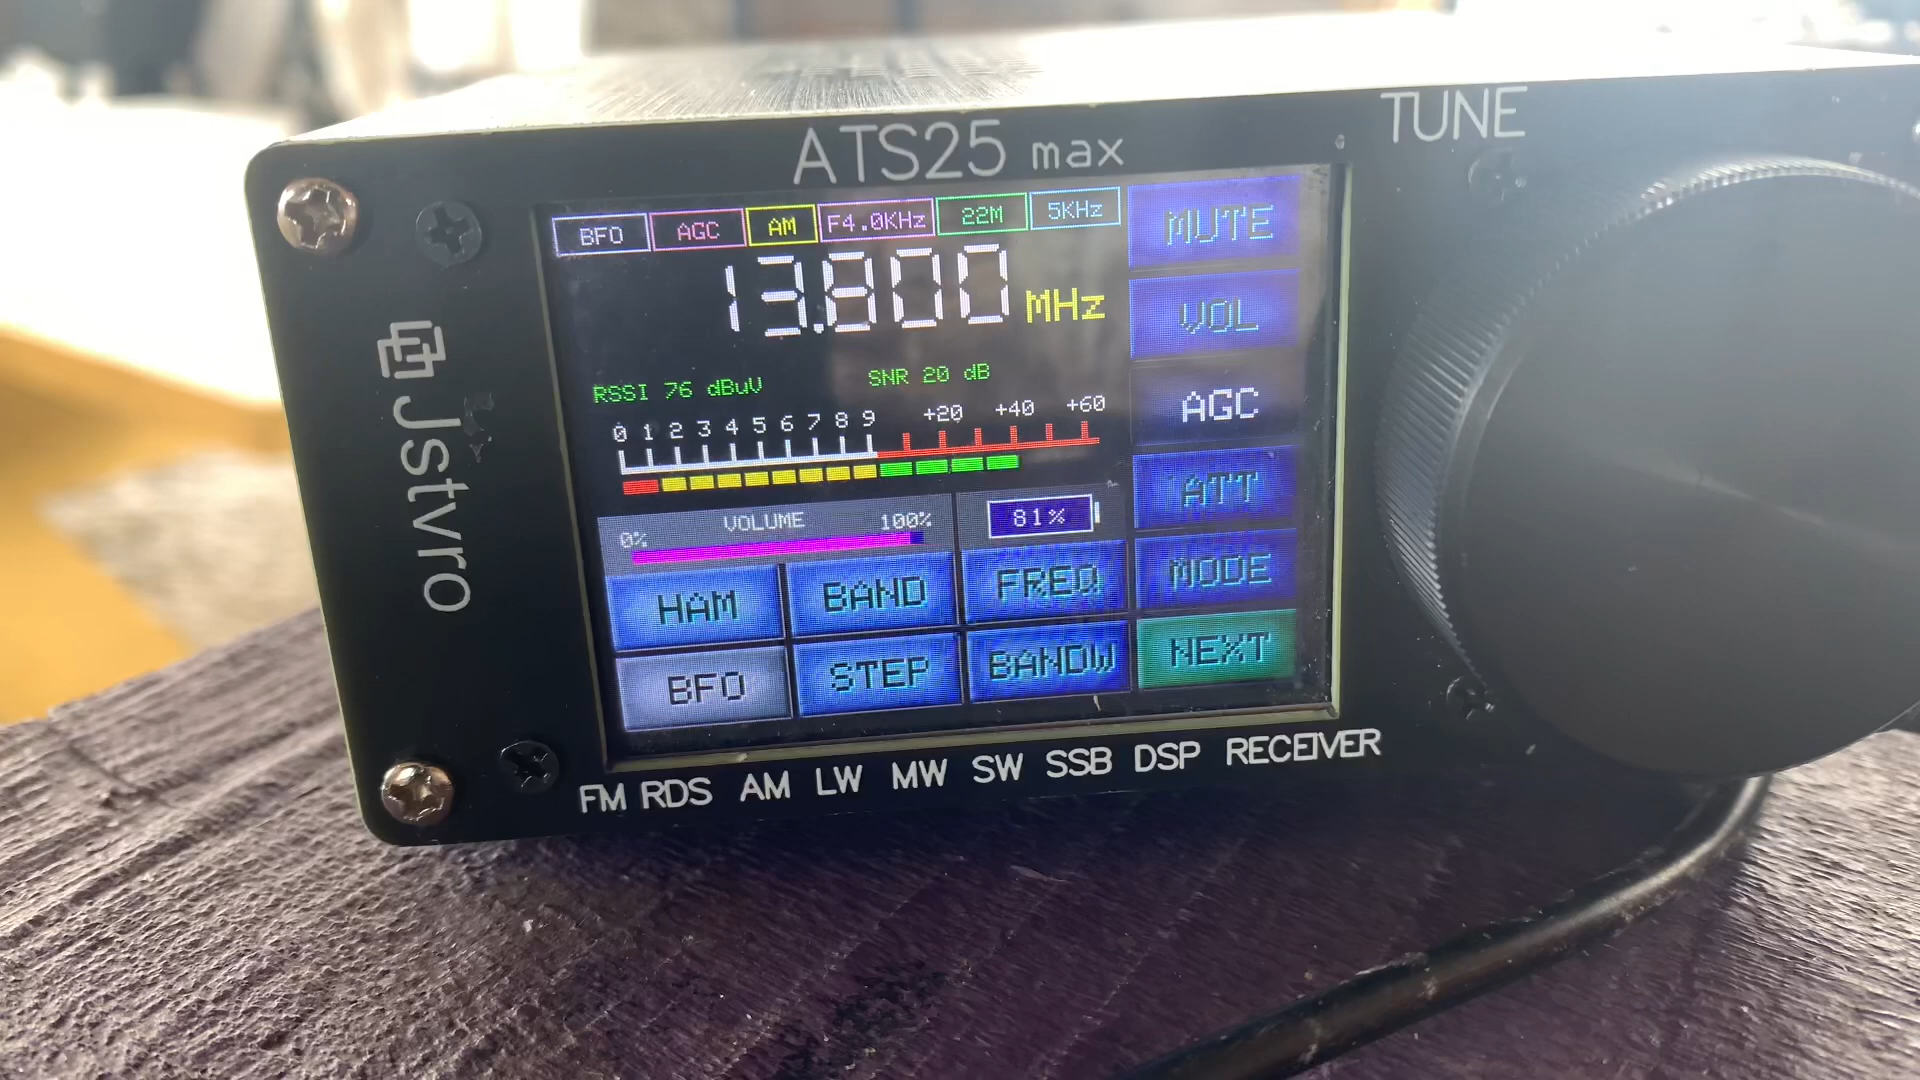 ATS25 max
TUNE
BFO AGC AM F4.0KHz 22M 5KHz
13.800 MHz
RSSI 76 dBuV SNR 20 dB
0 1 2 3 4 5 6 7 8 9 +20 +40 +60
VOLUME
0% 100%
81%
MUTE
VOL
AGC
ATT
MODE
HAM BAND FREQ
BFO STEP BANDW NEXT
Jstvro
FM RDS AM LW MW SW SSB DSP RECEIVER